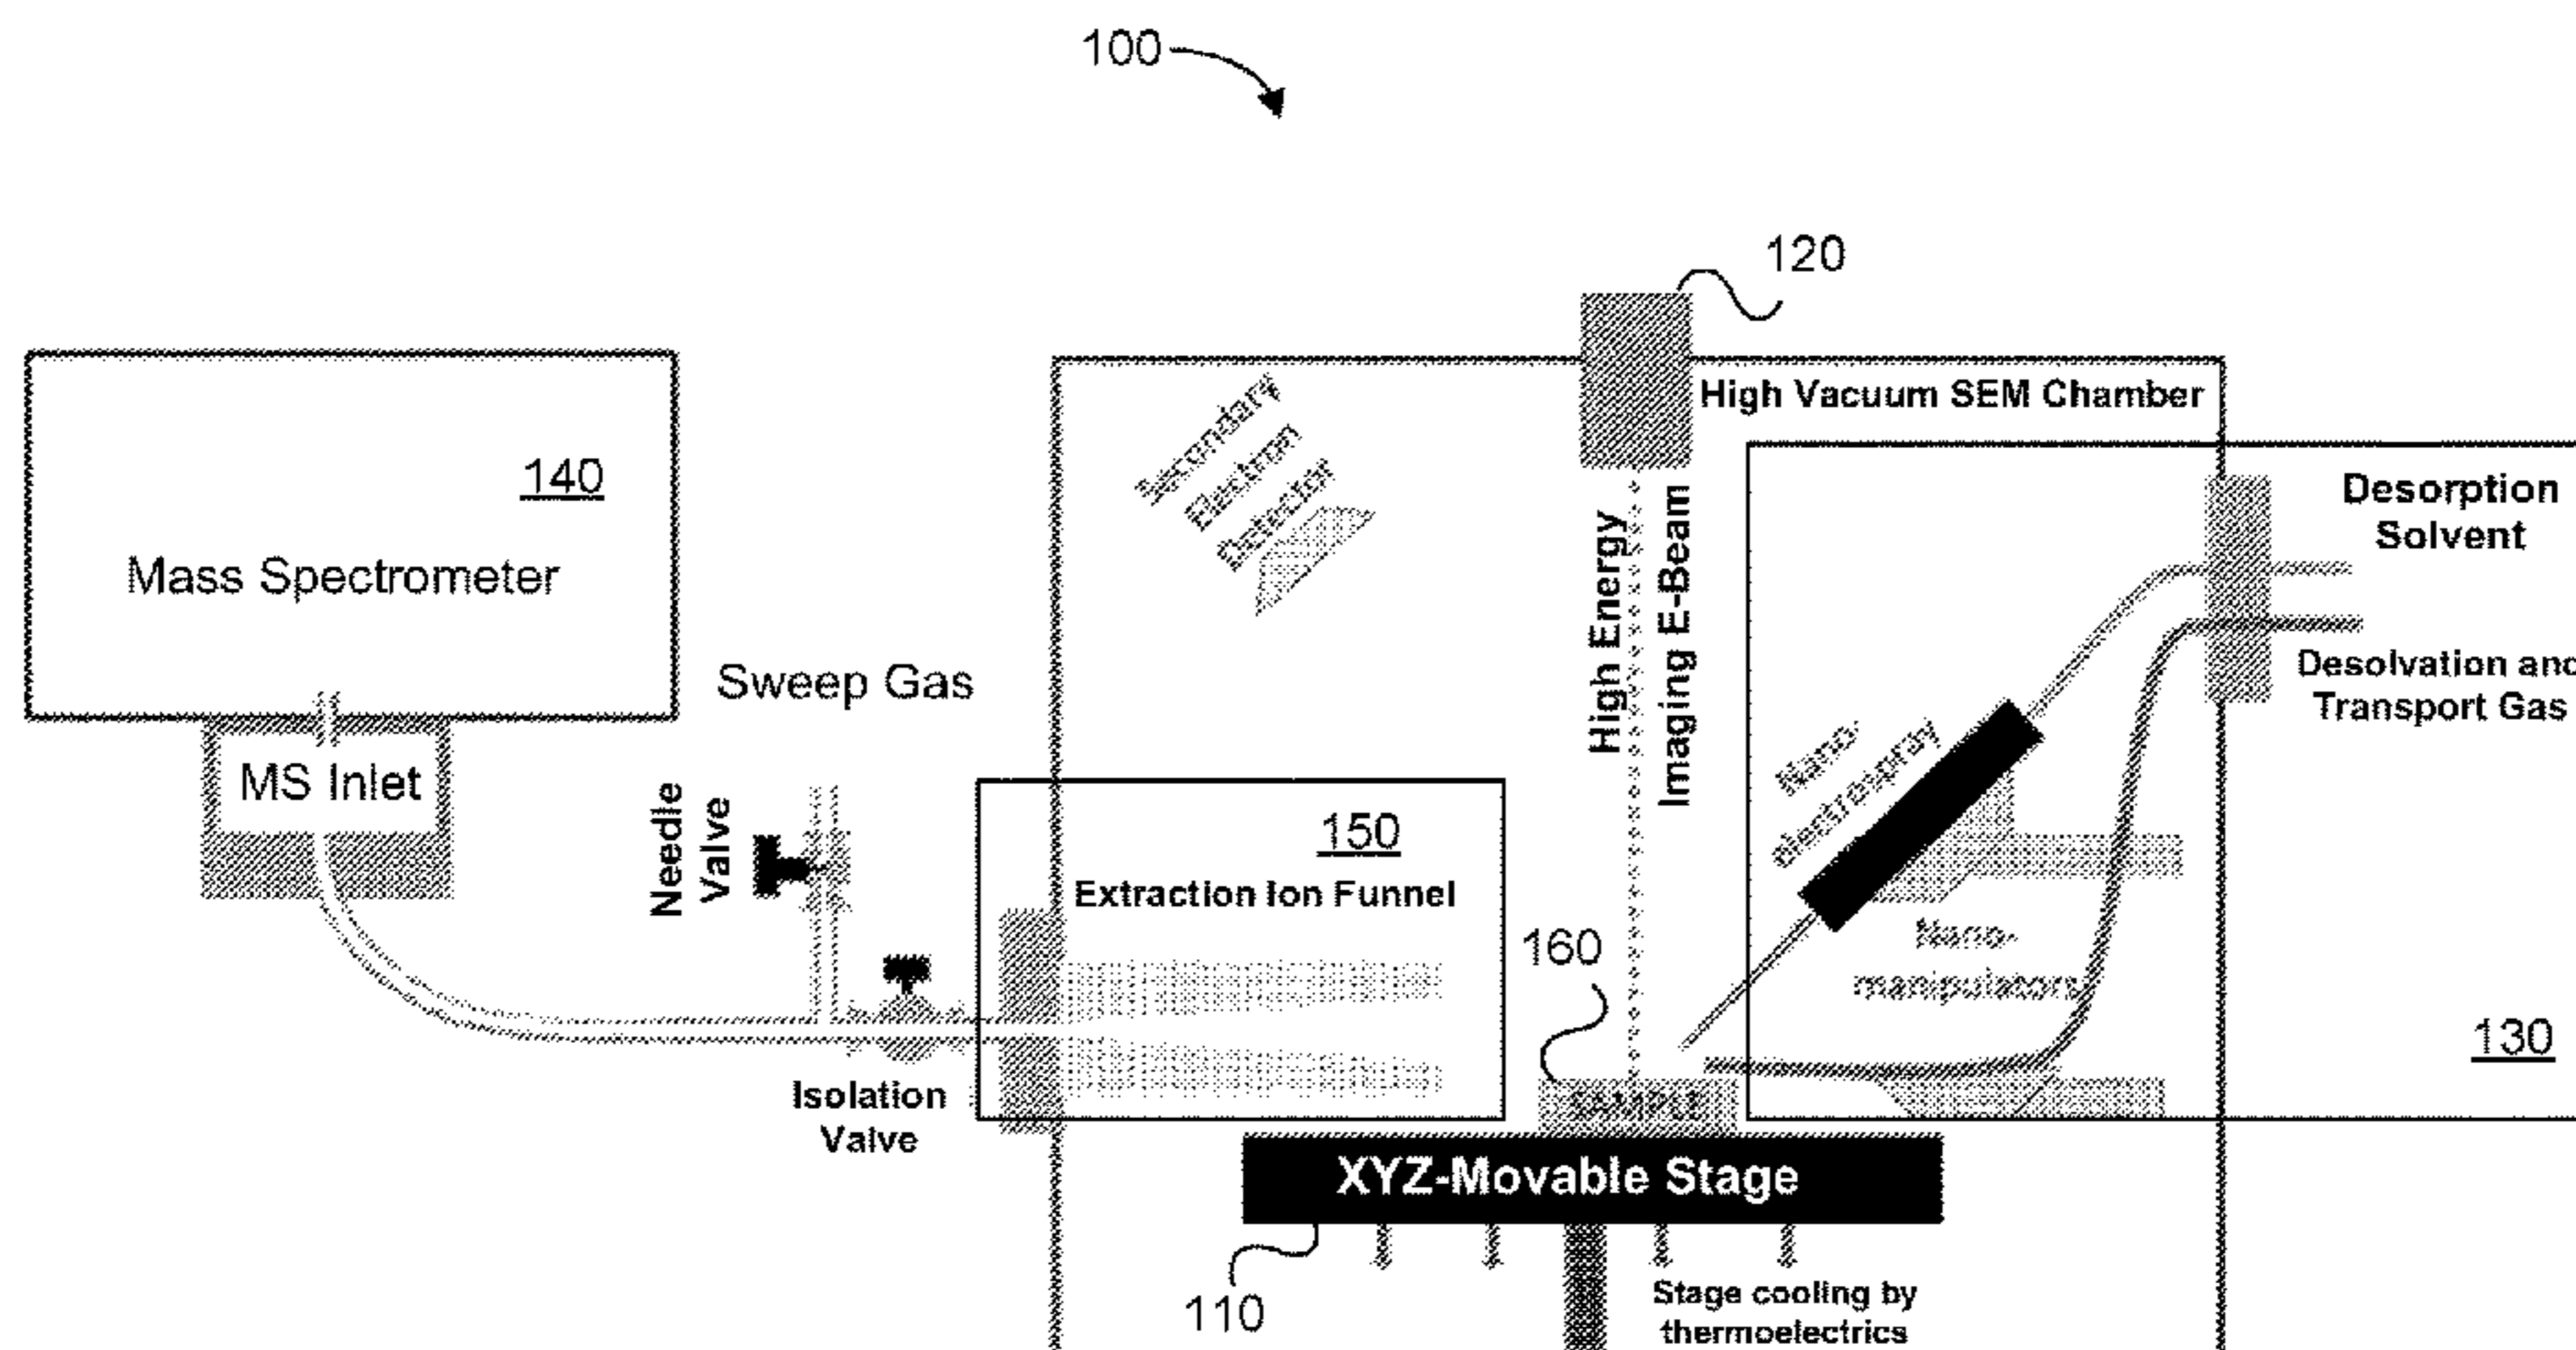 100
120
High Vacuum SEM Chamber
Secondary
Electron
Detector
140
Mass Spectrometer
MS Inlet
Sweep Gas
Needle
Valve
Isolation
Valve
150
Extraction Ion Funnel
High Energy
Imaging E-Beam
Desorption
Solvent
Desolvation and
Transport Gas
Nano-
electrospray
Nano-
manipulators
130
160
SAMPLE
XYZ-Movable Stage
110
Stage cooling by
thermoelectrics